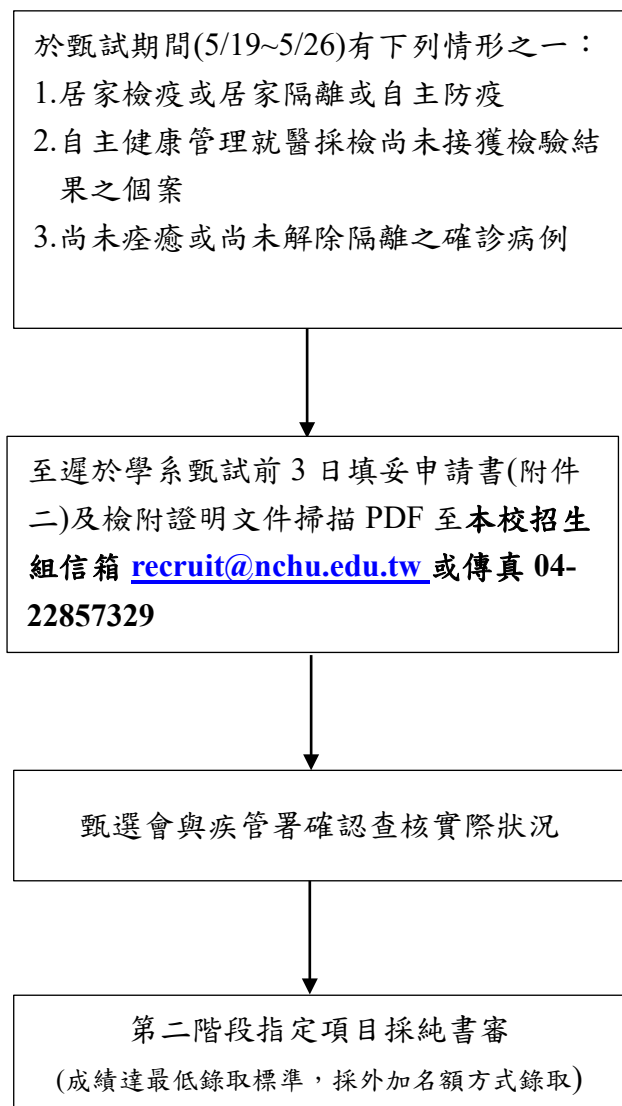 於甄試期間(5/19~5/26)有下列情形之一：
1.居家檢疫或居家隔離或自主防疫
2.自主健康管理就醫採檢尚未接獲檢驗結
果之個案
3.尚未痊癒或尚未解除隔離之確診病例
至遲於學系甄試前 3 日填妥申請書(附件
二)及檢附證明文件掃描 PDF 至本校招生
組信箱 recruit@nchu.edu.tw 或傳真 04-
22857329
甄選會與疾管署確認查核實際狀況
第二階段指定項目採純書審
(成績達最低錄取標準，採外加名額方式錄取)